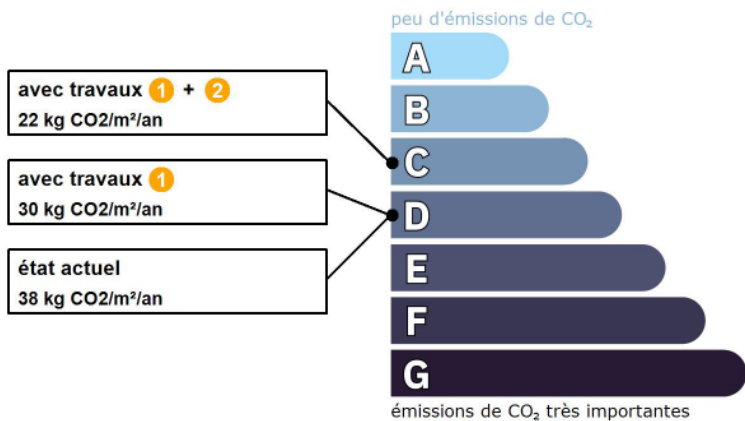 peu d'émissions de CO₂
A
avec travaux 1 + 2
22 kg CO2/m²/an
B
C
avec travaux 1
30 kg CO2/m²/an
D
état actuel
38 kg CO2/m²/an
E
F
G
émissions de CO₂ très importantes